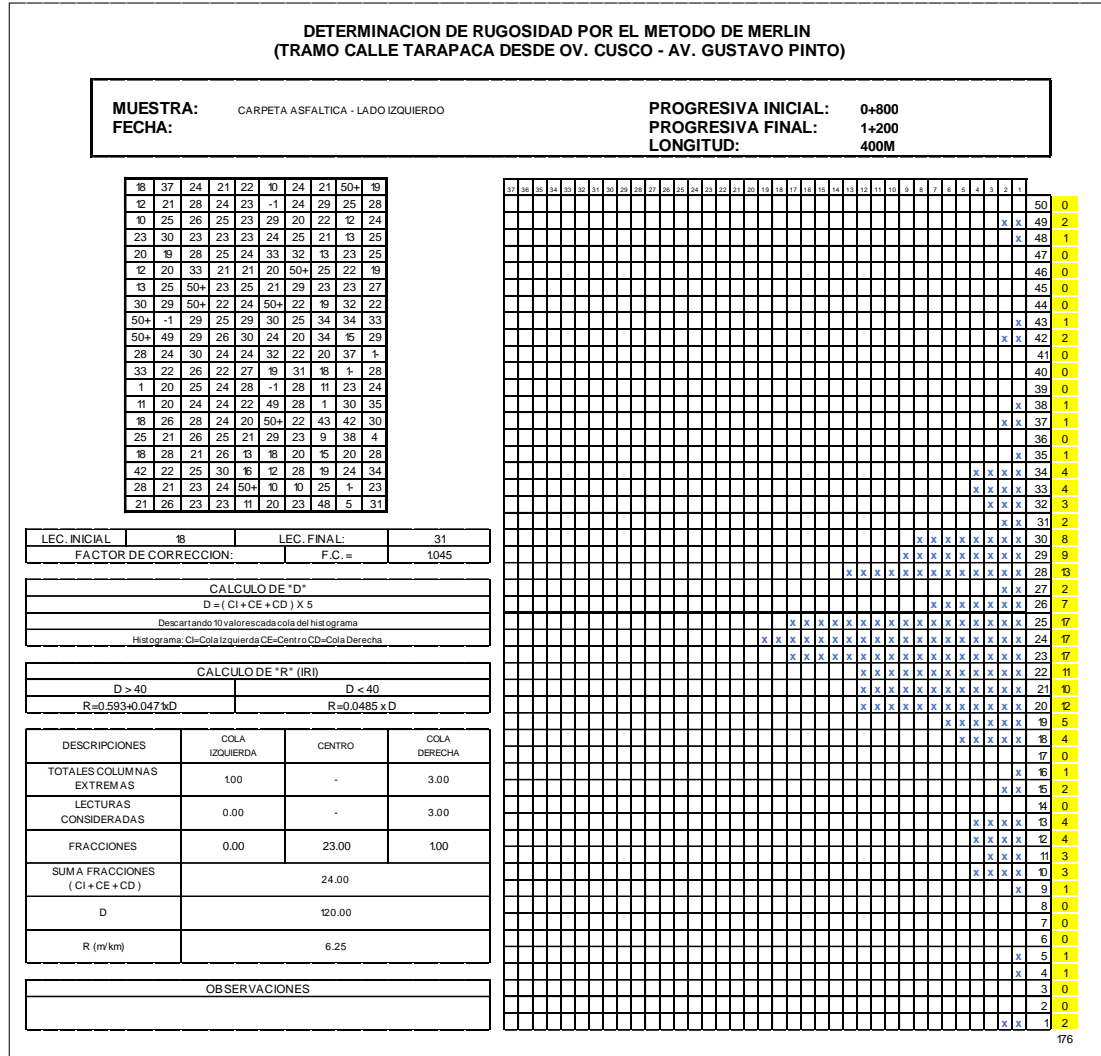 DETERMINACION DE RUGOSIDAD POR EL METODO DE MERLIN
(TRAMO CALLE TARAPACA DESDE OV. CUSCO - AV. GUSTAVO PINTO)
MUESTRA: CARPETA ASFALTICA - LADO IZQUIERDO PROGRESIVA INICIAL: 0+800
FECHA: PROGRESIVA FINAL: 1+200
LONGITUD: 400M
18 37 24 21 22 10 24 21 50+ 19
12 21 28 24 23 -1 24 29 25 28
10 25 26 25 23 29 20 22 12 24
23 30 23 23 23 24 25 21 13 25
20 19 28 25 24 33 32 13 23 25
12 20 33 21 21 20 50+ 25 22 19
13 25 50+ 23 25 21 29 23 23 27
30 29 50+ 22 24 50+ 22 19 32 22
50+ -1 29 25 29 30 25 34 34 33
50+ 49 29 26 30 24 20 34 15 29
28 24 30 24 24 32 22 20 37 1-
33 22 26 22 27 19 31 18 1- 28
1 20 25 24 28 -1 28 11 23 24
11 20 24 24 22 49 28 1 30 35
18 26 28 24 20 50+ 22 43 42 30
25 21 26 25 21 29 23 9 38 4
18 28 21 26 13 18 20 15 20 28
42 22 25 30 16 12 28 19 24 34
28 21 23 24 50+ 10 10 25 1- 23
21 26 23 23 11 20 23 48 5 31
LEC. INICIAL 18 LEC. FINAL: 31
FACTOR DE CORRECCION: F.C. = 1.045
CALCULO DE "D"
D = ( CI + CE + CD ) X 5
Descartando 10 valores cada cola del histograma
Histograma: CI=Cola Izquierda CE=Centro CD=Cola Derecha
CALCULO DE "R" (IRI)
D > 40 D < 40
R=0.593+0.0471xD R=0.0485 x D
DESCRIPCIONES COLA IZQUIERDA CENTRO COLA DERECHA
TOTALES COLUMNAS EXTREMAS 1.00 - 3.00
LECTURAS CONSIDERADAS 0.00 - 3.00
FRACCIONES 0.00 23.00 1.00
SUMA FRACCIONES ( CI + CE + CD ) 24.00
D 120.00
R (m/km) 6.25
OBSERVACIONES
37 36 35 34 33 32 31 30 29 28 27 26 25 24 23 22 21 20 19 18 17 16 15 14 13 12 11 10 9 8 7 6 5 4 3 2 1
50 0
x x 49 2
x 48 1
47 0
46 0
45 0
44 0
x 43 1
x x 42 2
41 0
40 0
39 0
x 38 1
x x 37 1
36 0
x 35 1
x x x x 34 4
x x x x 33 4
x x x 32 3
x x 31 2
x x x x x x x x 30 8
x x x x x x x x x 29 9
x x x x x x x x x x x x x 28 13
x x 27 2
x x x x x x x 26 7
x x x x x x x x x x x x x x x x x 25 17
x x x x x x x x x x x x x x x x x x x 24 17
x x x x x x x x x x x x x x x x x 23 17
x x x x x x x x x x x x 22 11
x x x x x x x x x x x x 21 10
x x x x x x x x x x x x 20 12
x x x x x x 19 5
x x x x x 18 4
17 0
x 16 1
x x 15 2
14 0
x x x x 13 4
x x x x 12 4
x x x 11 3
x x x x 10 3
x 9 1
8 0
7 0
6 0
x 5 1
x 4 1
3 0
2 0
x x 1 2
176